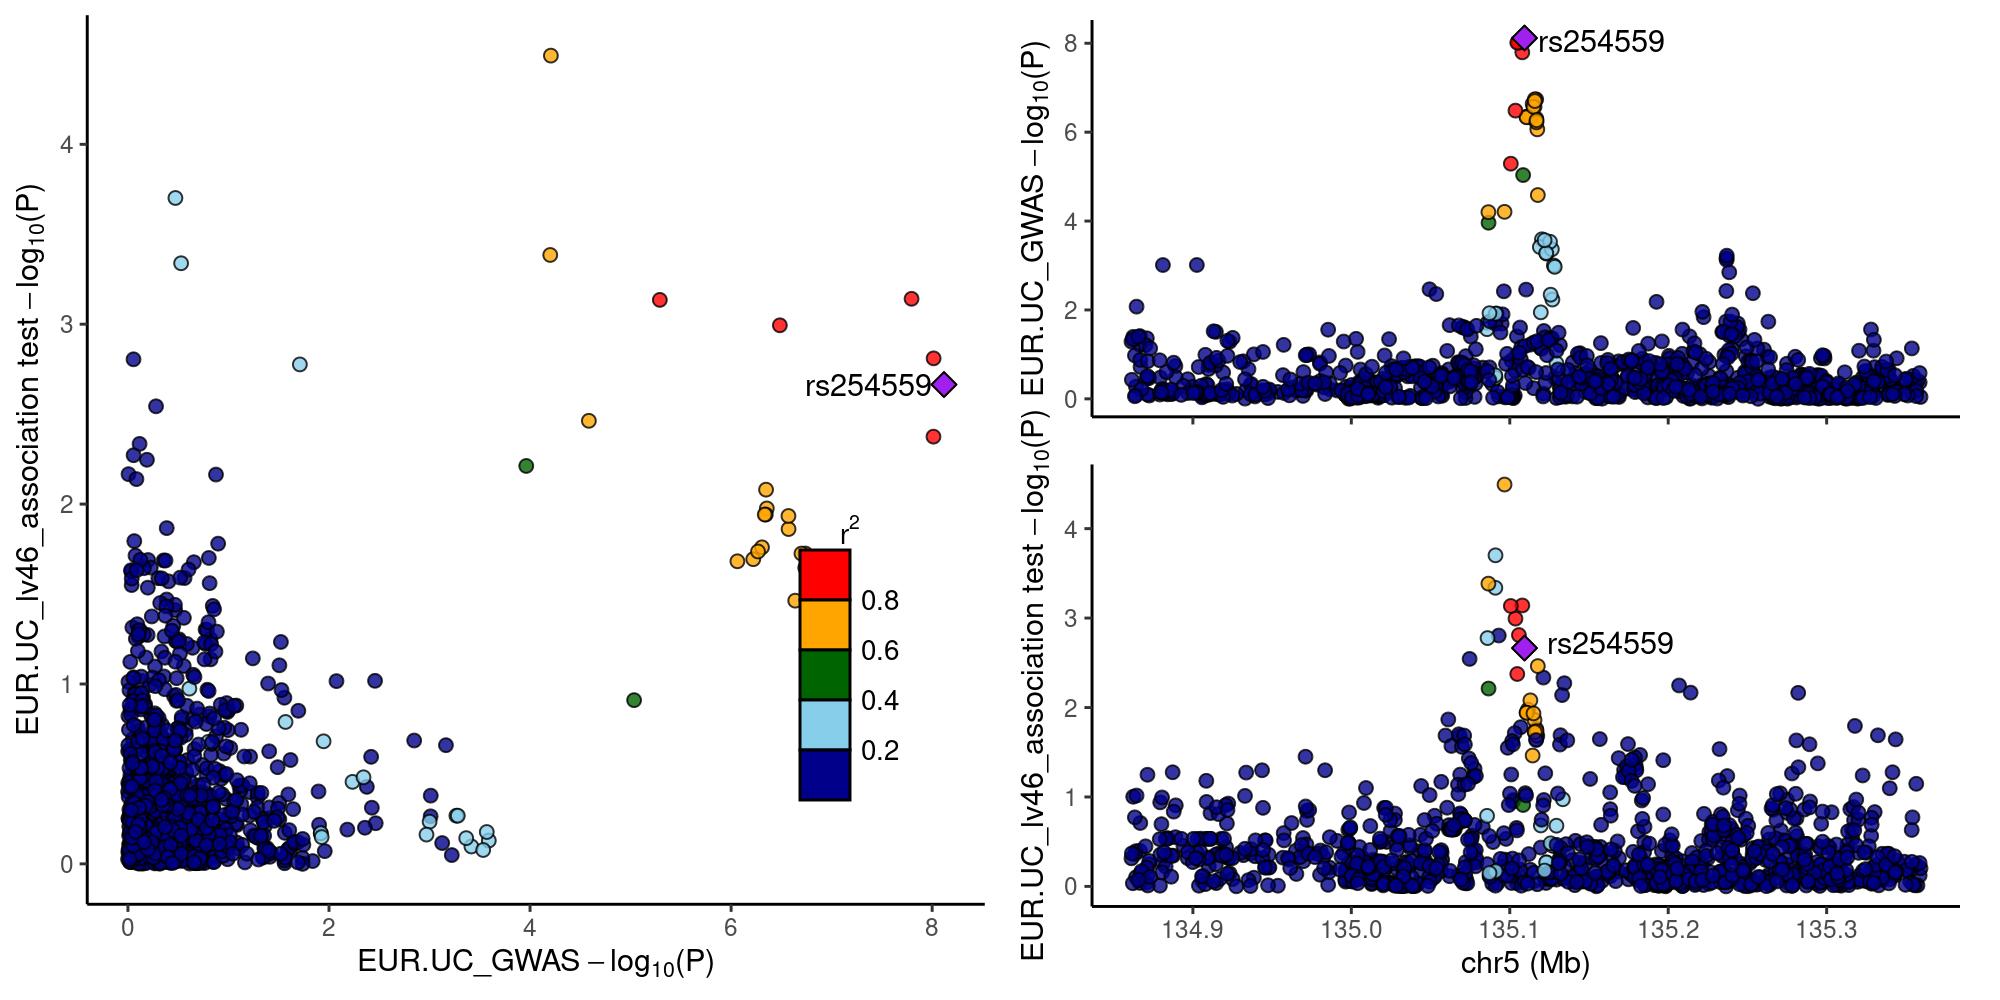 EUR.UC_lv46_association test −log10(P)
4
3
2
1
0
0 2 4 6 8
EUR.UC_GWAS −log10(P)
rs254559
r2
0.8
0.6
0.4
0.2
EUR.UC_GWAS −log10(P)
8
6
4
2
0
rs254559
EUR.UC_lv46_association test −log10(P)
4
3
2
1
0
rs254559
134.9 135.0 135.1 135.2 135.3
chr5 (Mb)